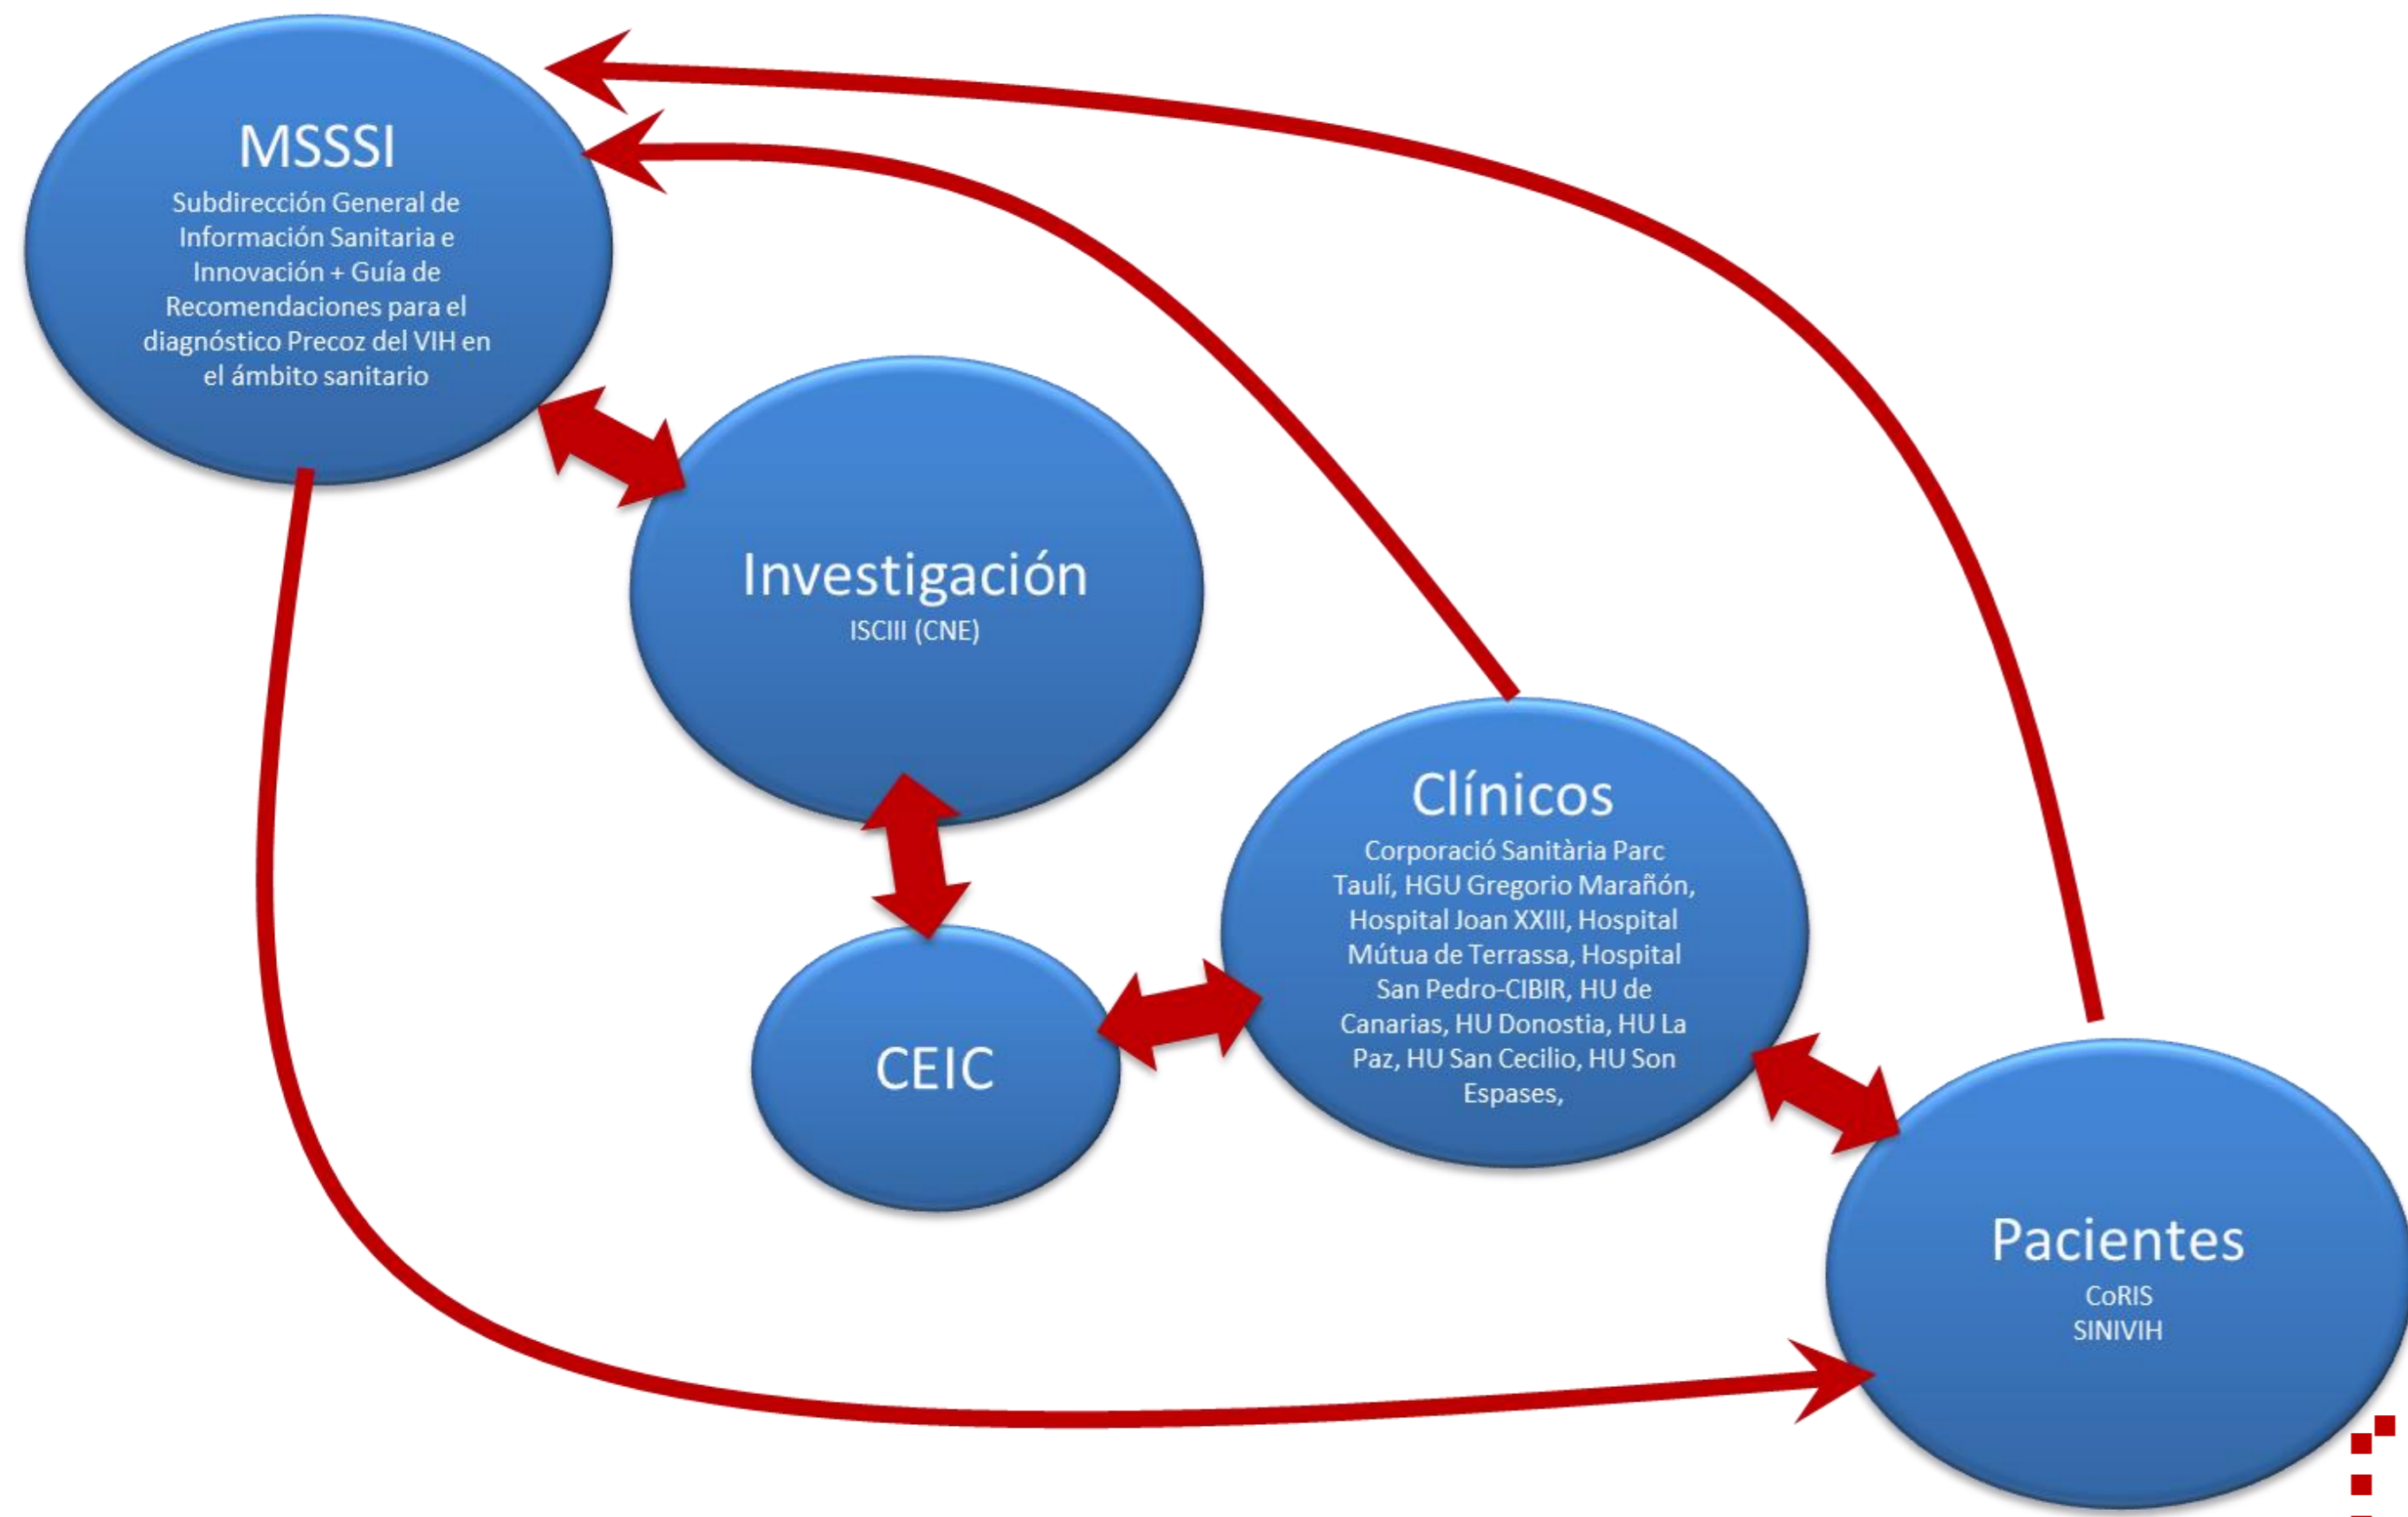 MSSSI
Subdirección General de
Información Sanitaria e
Innovación + Guía de
Recomendaciones para el
diagnóstico Precoz del VIH en
el ámbito sanitario
Investigación
ISCIII (CNE)
Clínicos
Corporació Sanitària Parc
Taulí, HGU Gregorio Marañón,
Hospital Joan XXIII, Hospital
Mútua de Terrassa, Hospital
San Pedro-CIBIR, HU de
Canarias, HU Donostia, HU La
Paz, HU San Cecilio, HU Son
Espases,
CEIC
Pacientes
CoRIS
SINIVIH